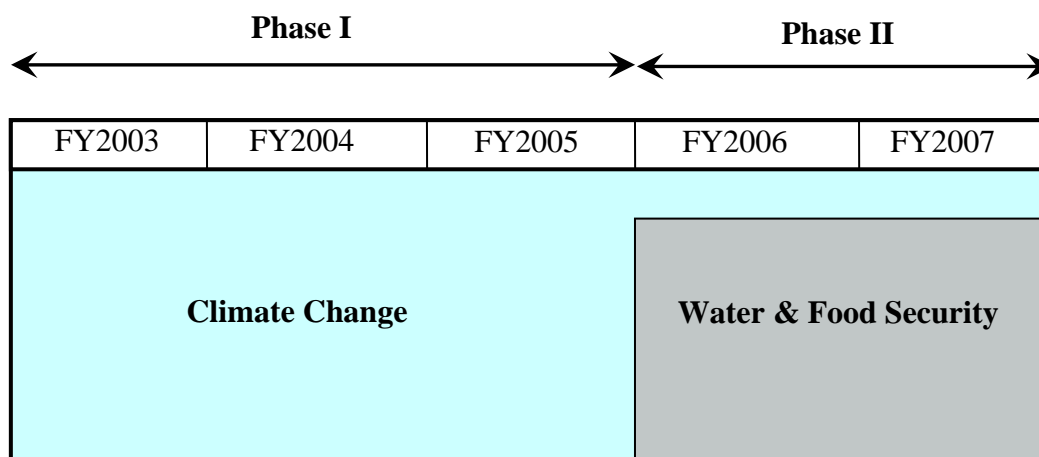 Phase I
Phase II
FY2003 FY2004 FY2005 FY2006 FY2007
Climate Change
Water & Food Security